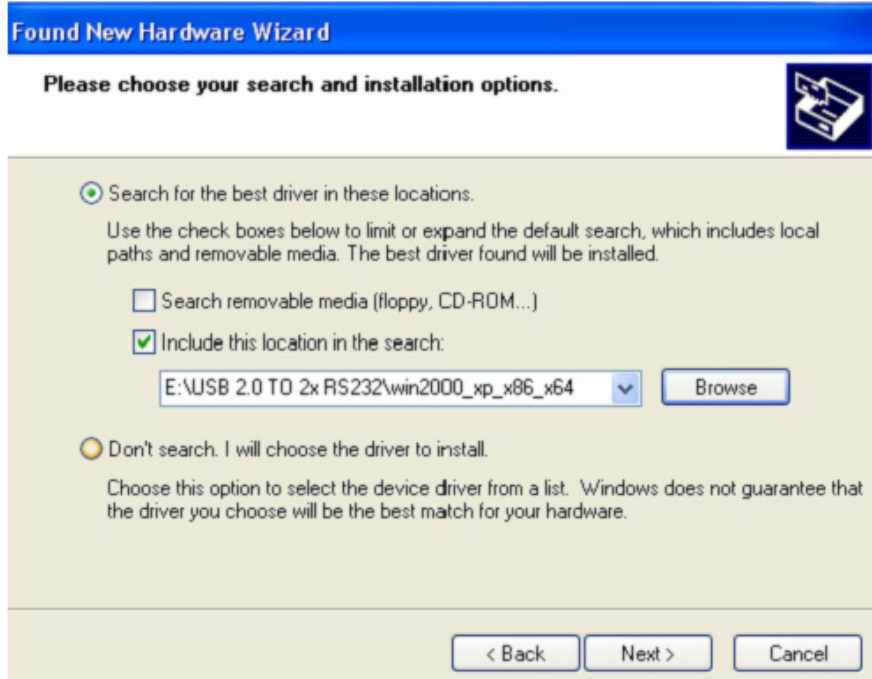 Found New Hardware Wizard
Please choose your search and installation options.
Search for the best driver in these locations.
Use the check boxes below to limit or expand the default search, which includes local
paths and removable media. The best driver found will be installed.
Search removable media (floppy, CD-ROM...)
Include this location in the search:
E:\USB 2.0 TO 2x RS232\win2000_xp_x86_x64
Browse
Don't search. I will choose the driver to install.
Choose this option to select the device driver from a list. Windows does not guarantee that
the driver you choose will be the best match for your hardware.
< Back Next > Cancel